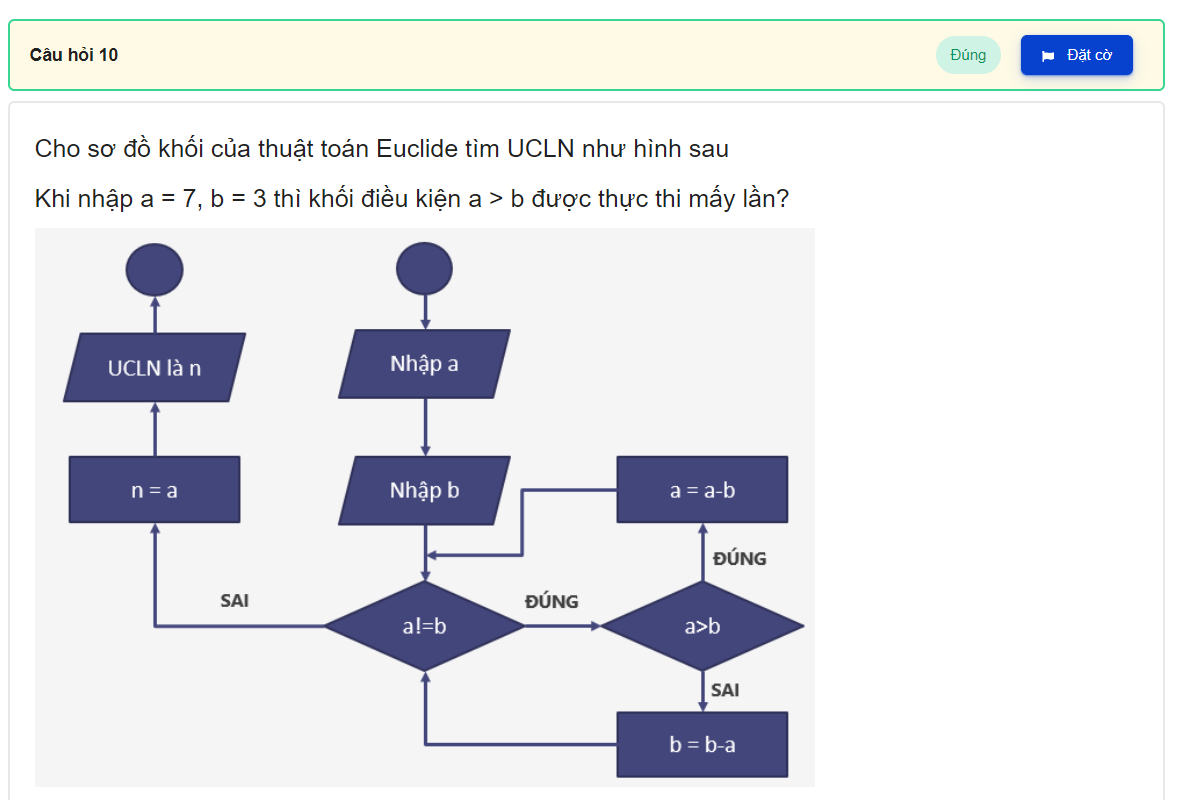 Câu hỏi 10
Đúng
Đặt cờ
Cho sơ đồ khối của thuật toán Euclide tìm UCLN như hình sau
Khi nhập a = 7, b = 3 thì khối điều kiện a > b được thực thi mấy lần?
UCLN là n
Nhập a
n = a
Nhập b
a = a-b
ĐÚNG
SAI
ĐÚNG
a!=b
a>b
SAI
b = b-a